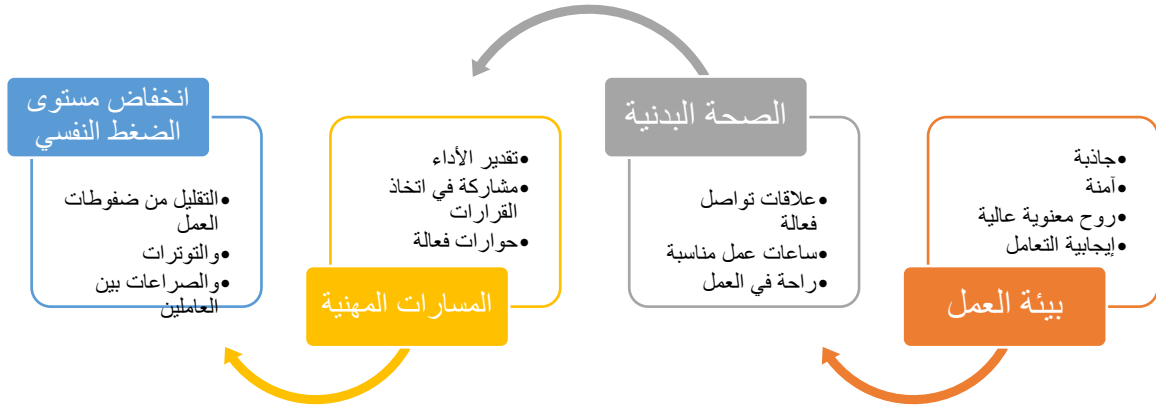 بيئة العمل
•جاذبة
•آمنة
•روح معنوية عالية
•إيجابية التعامل
الصحة البدنية
•علاقات تواصل
فعالة
•ساعات عمل مناسبة
•راحة في العمل
المسارات المهنية
•تقدير الأداء
•مشاركة في اتخاذ
القرارات
•حوارات فعالة
انخفاض مستوى
الضغط النفسي
•التقليل من ضفوطات
العمل
•والتوترات
•والصراعات بين
العاملين